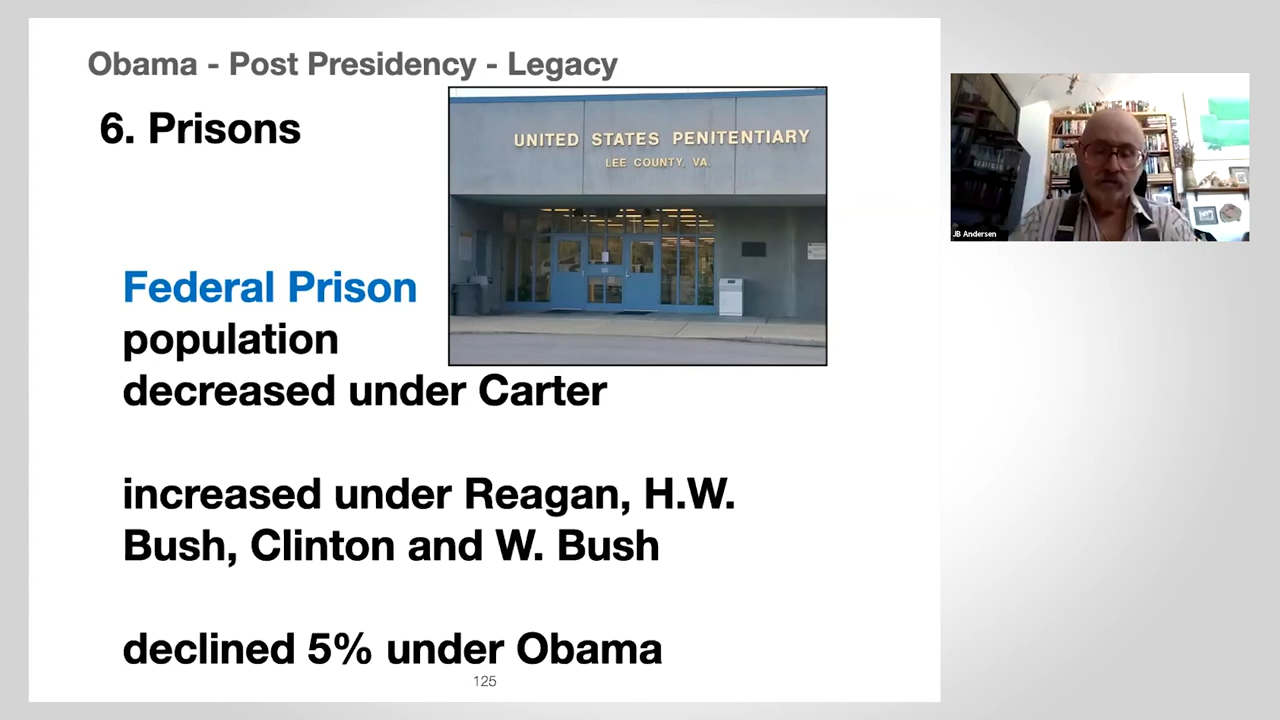 Obama - Post Presidency - Legacy
6. Prisons
UNITED STATES PENITENTIARY
LEE COUNTY, VA.
Federal Prison
population
decreased under Carter
increased under Reagan, H.W.
Bush, Clinton and W. Bush
declined 5% under Obama
125
JB Andersen